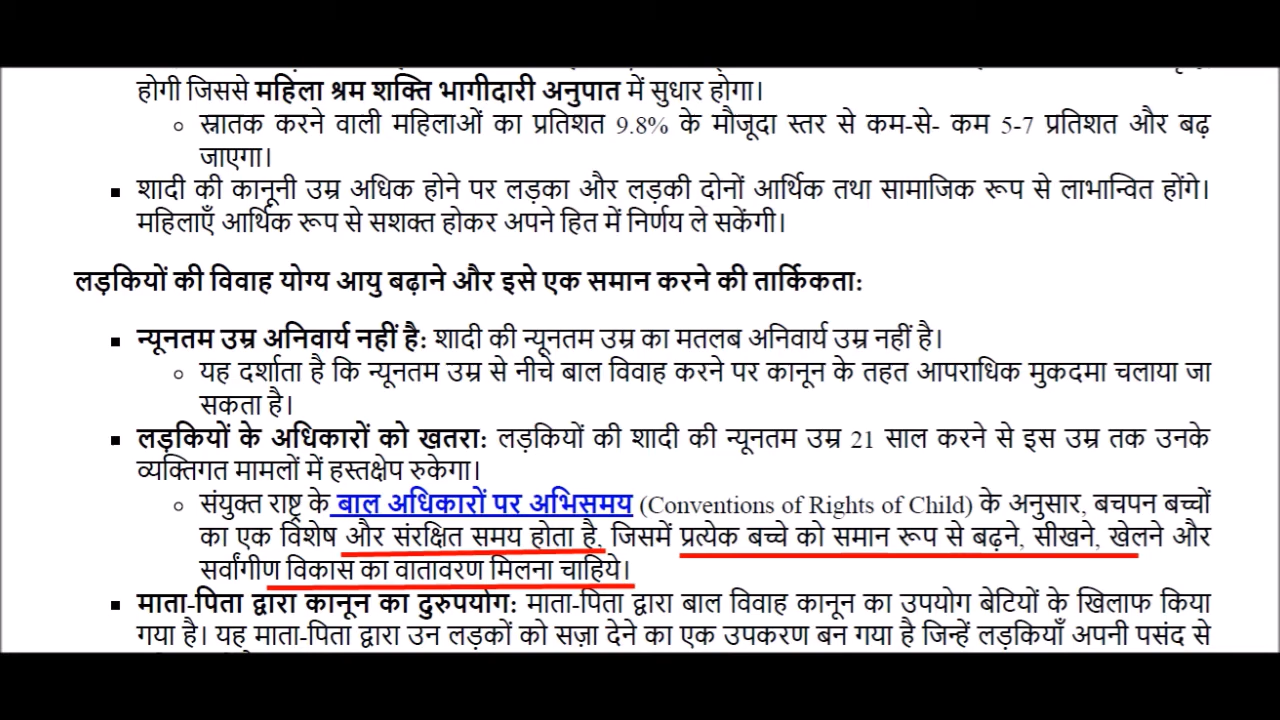 होगी जिससे महिला श्रम शक्ति भागीदारी अनुपात में सुधार होगा।
स्नातक करने वाली महिलाओं का प्रतिशत 9.8% के मौजूदा स्तर से कम-से- कम 5-7 प्रतिशत और बढ़
जाएगा।
शादी की कानूनी उम्र अधिक होने पर लड़का और लड़की दोनों आर्थिक तथा सामाजिक रूप से लाभान्वित होंगे।
महिलाएँ आर्थिक रूप से सशक्त होकर अपने हित में निर्णय ले सकेंगी।
लड़कियों की विवाह योग्य आयु बढ़ाने और इसे एक समान करने की तार्किकता:
न्यूनतम उम्र अनिवार्य नहीं है: शादी की न्यूनतम उम्र का मतलब अनिवार्य उम्र नहीं है।
यह दर्शाता है कि न्यूनतम उम्र से नीचे बाल विवाह करने पर कानून के तहत आपराधिक मुकदमा चलाया जा
सकता है।
लड़कियों के अधिकारों को खतरा: लड़कियों की शादी की न्यूनतम उम्र 21 साल करने से इस उम्र तक उनके
व्यक्तिगत मामलों में हस्तक्षेप रुकेगा।
संयुक्त राष्ट्र के बाल अधिकारों पर अभिसमय (Conventions of Rights of Child) के अनुसार, बचपन बच्चों
का एक विशेष और संरक्षित समय होता है, जिसमें प्रत्येक बच्चे को समान रूप से बढ़ने, सीखने, खेलने और
सर्वांगीण विकास का वातावरण मिलना चाहिये।
माता-पिता द्वारा कानून का दुरुपयोग: माता-पिता द्वारा बाल विवाह कानून का उपयोग बेटियों के खिलाफ किया
गया है। यह माता-पिता द्वारा उन लड़कों को सज़ा देने का एक उपकरण बन गया है जिन्हें लड़कियाँ अपनी पसंद से